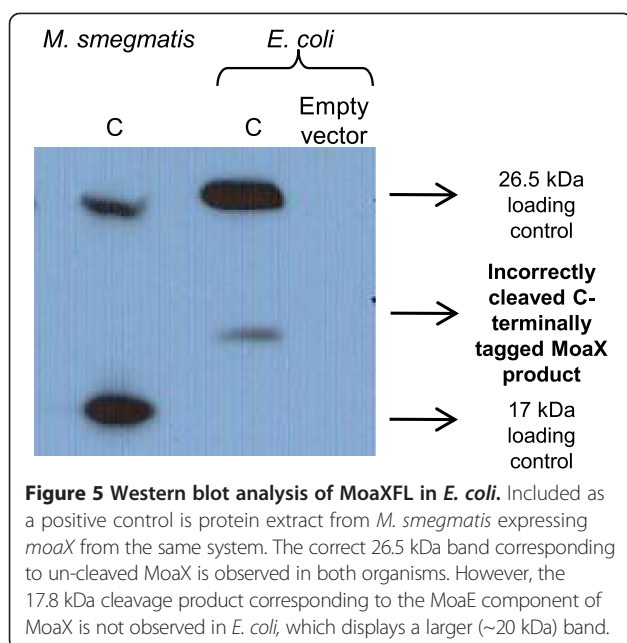 M. smegmatis
E. coli
C
C
Empty
vector
26.5 kDa
loading
control
Incorrectly
cleaved C-
terminally
tagged MoaX
product
17 kDa
loading
control
Figure 5 Western blot analysis of MoaXFL in E. coli. Included as
a positive control is protein extract from M. smegmatis expressing
moaX from the same system. The correct 26.5 kDa band corresponding
to un-cleaved MoaX is observed in both organisms. However, the
17.8 kDa cleavage product corresponding to the MoaE component of
MoaX is not observed in E. coli, which displays a larger (~20 kDa) band.